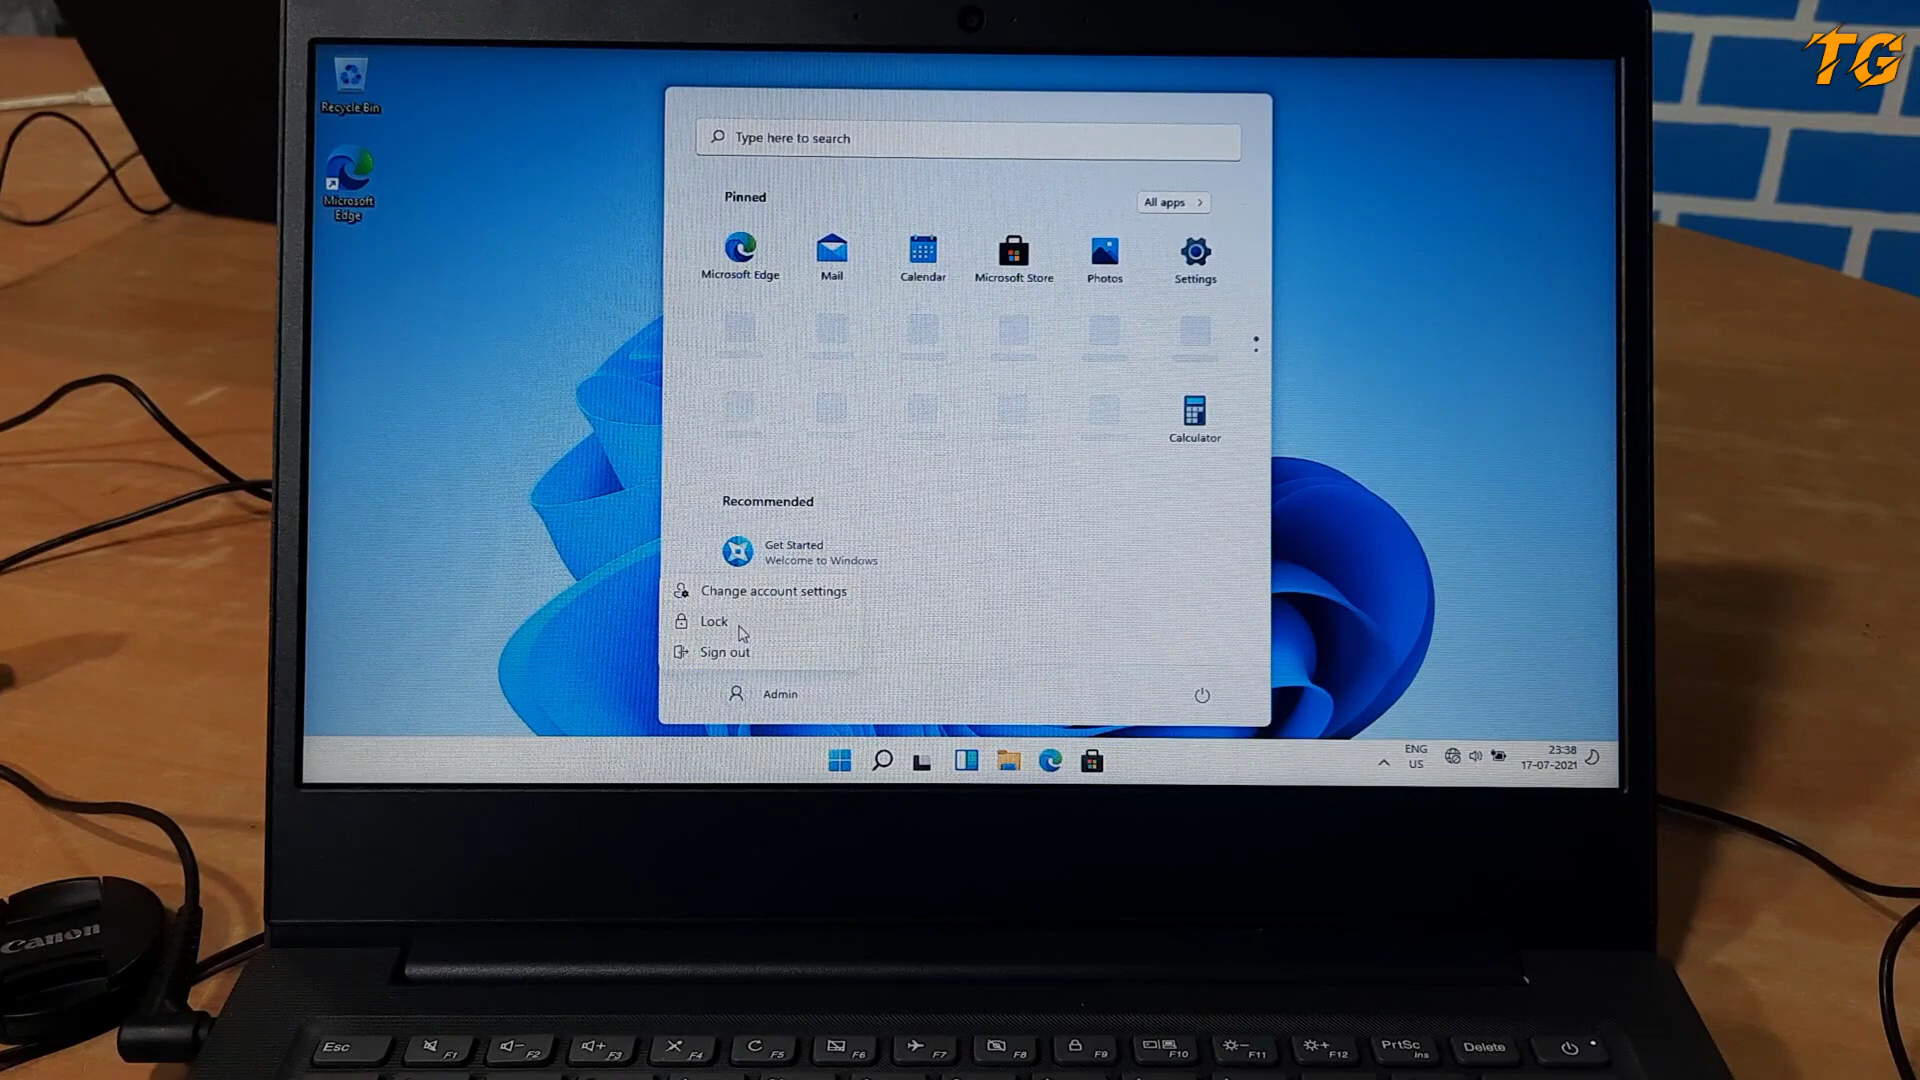 TG
Recycle Bin
Microsoft
Edge
Type here to search
Pinned
All apps
Microsoft Edge
Mail
Calendar
Microsoft Store
Photos
Settings
Calculator
Recommended
Get Started
Welcome to Windows
Change account settings
Lock
Sign out
Admin
ENG
US
23:38
17-07-2021
Canon
Esc
F1
F2
F3
F4
F5
F6
F7
F8
F9
F10
F11
F12
PrtSc
Ins
Delete